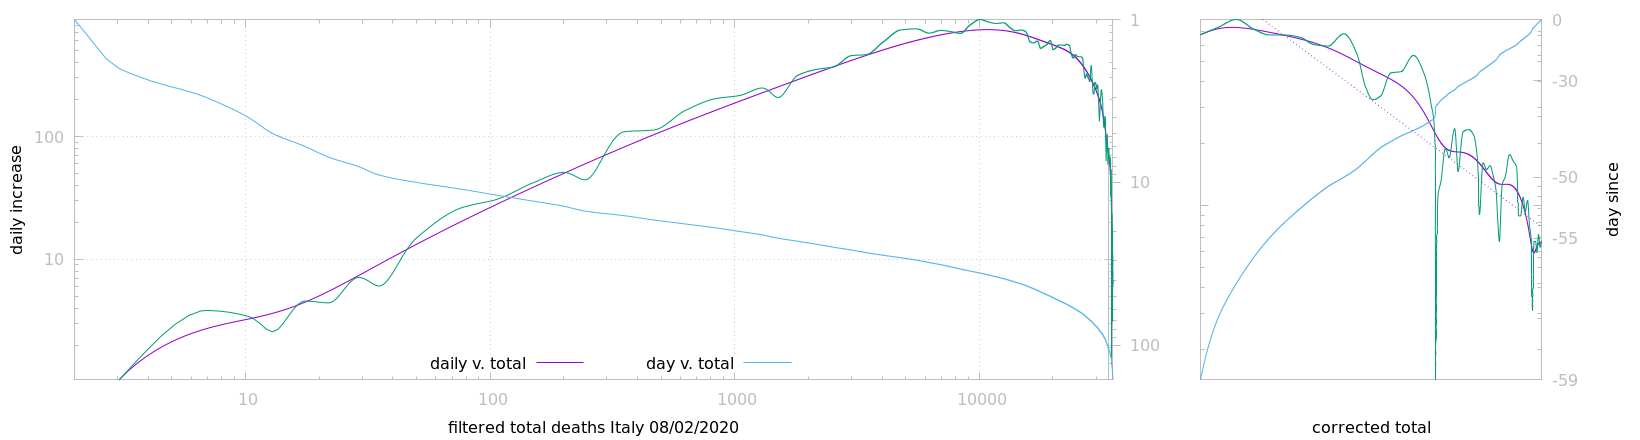 daily increase
100
10
10
100
1000
10000
1
10
100
daily v. total
day v. total
filtered total deaths Italy 08/02/2020
0
-30
-50
-55
-59
day since
corrected total